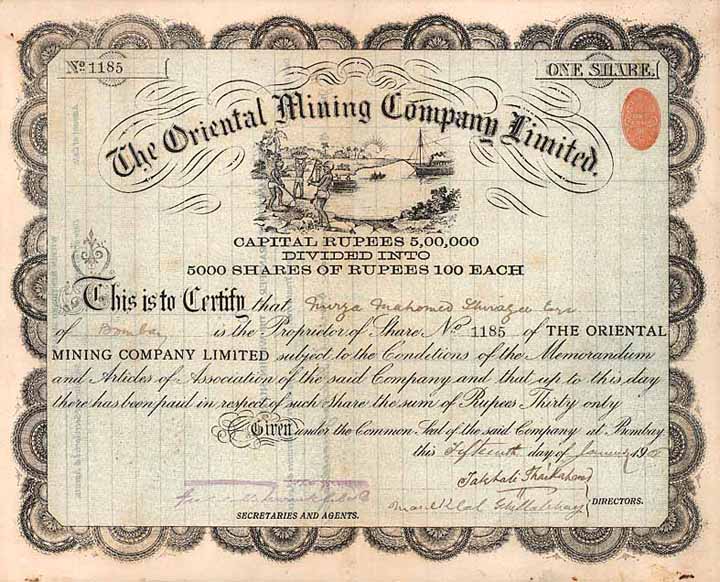 No 1185
ONE SHARE.
The Oriental Mining Company Limited.
CAPITAL RUPEES 5,00,000
DIVIDED INTO
5000 SHARES OF RUPEES 100 EACH
This is to Certify that Mirza Mahomed Shirazee Esq
of Bombay is the Proprietor of Share No 1185 of THE ORIENTAL
MINING COMPANY LIMITED subject to the Conditions of the Memorandum
and Articles of Association of the said Company and that up to this day
there has been paid in respect of such Share the sum of Rupees Thirty only
Given under the Common Seal of the said Company at Bombay
this Fifteenth day of January 190
DIRECTORS.
SECRETARIES AND AGENTS.